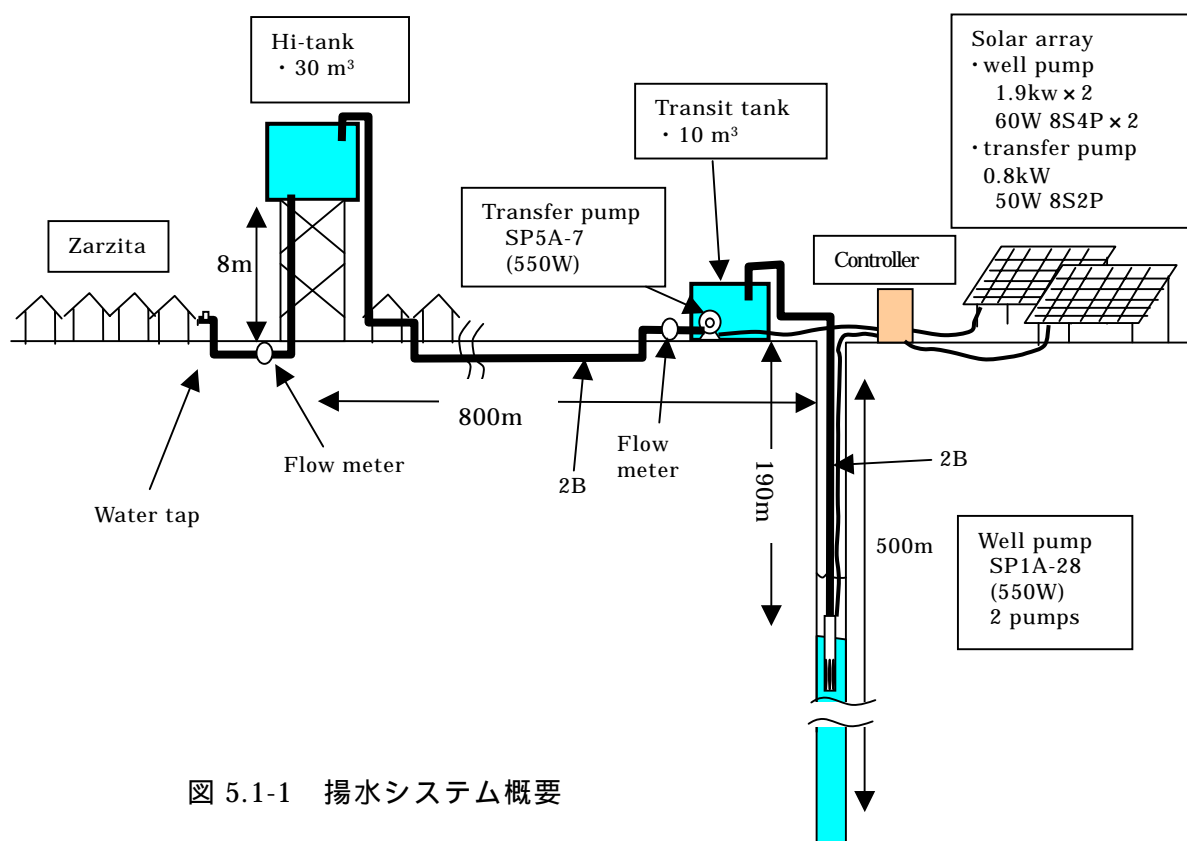 Hi-tank
・30 m³
Solar array
・well pump
1.9kw × 2
60W 8S4P × 2
・transfer pump
0.8kW
50W 8S2P
Transit tank
・10 m³
Transfer pump
SP5A-7
(550W)
Zarzita
Controller
8m
800m
Flow meter
Flow
meter
2B
Water tap
190m
2B
500m
Well pump
SP1A-28
(550W)
2 pumps
図 5.1-1 揚水システム概要